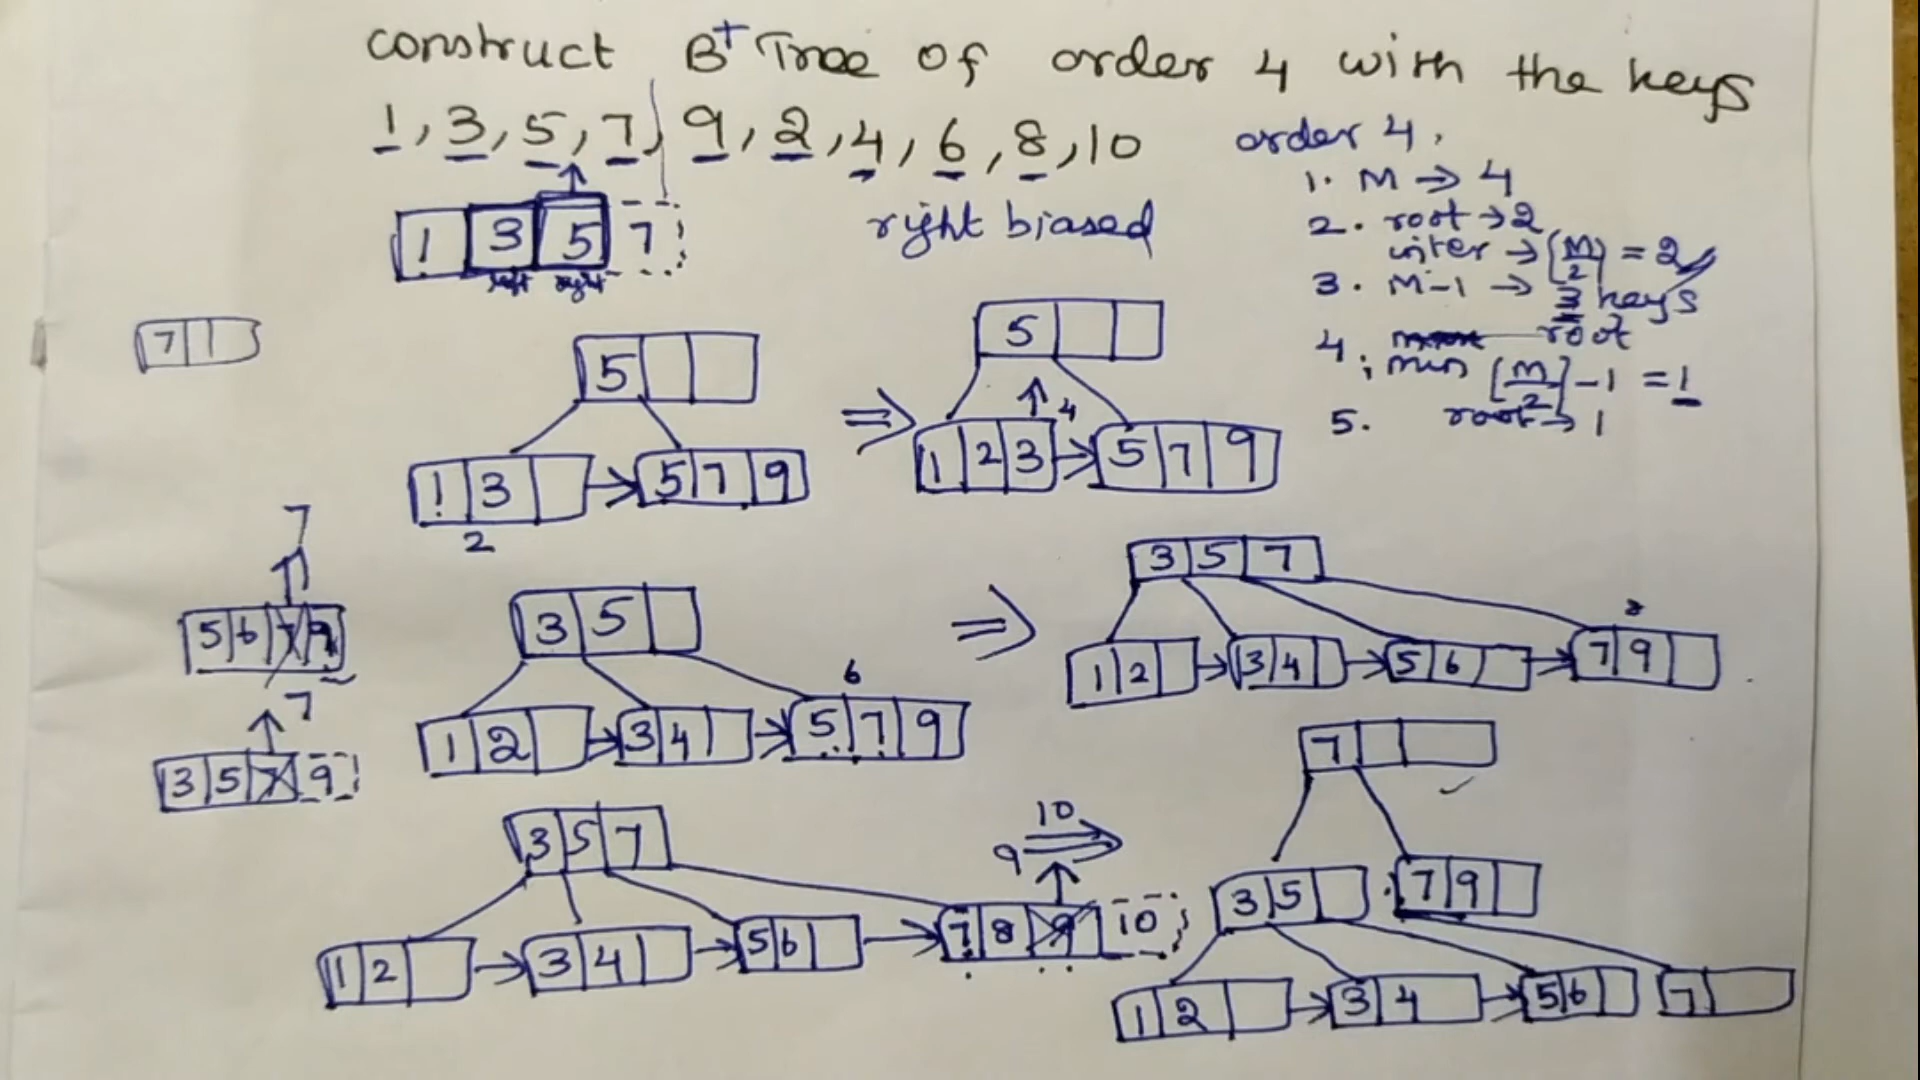 construct B+ Tree of order 4 with the keys
1, 3, 5, 7, 9, 2, 4, 6, 8, 10
order 4.
1. M → 4
2. root → 2
inter → ⌈M/2⌉ = 2
3. M-1 → 3 keys
4. root
min ⌈M/2⌉ -1 = 1
5. root → 1
1 3 5 7
left right
right biased
7
5
1 3 → 5 7 9
2
⇒
5
↑ 4
1 2 3 → 5 7 9
7
5 6 7 9
7
3 5 7 9
3 5
6
1 2 → 3 4 → 5 7 9
⇒
3 5 7
8
1 2 → 3 4 → 5 6 → 7 9
3 5 7
9
1 2 → 3 4 → 5 6 → 7 8 9 10
10
7
3 5 7 9
1 2 → 3 4 → 5 6 7